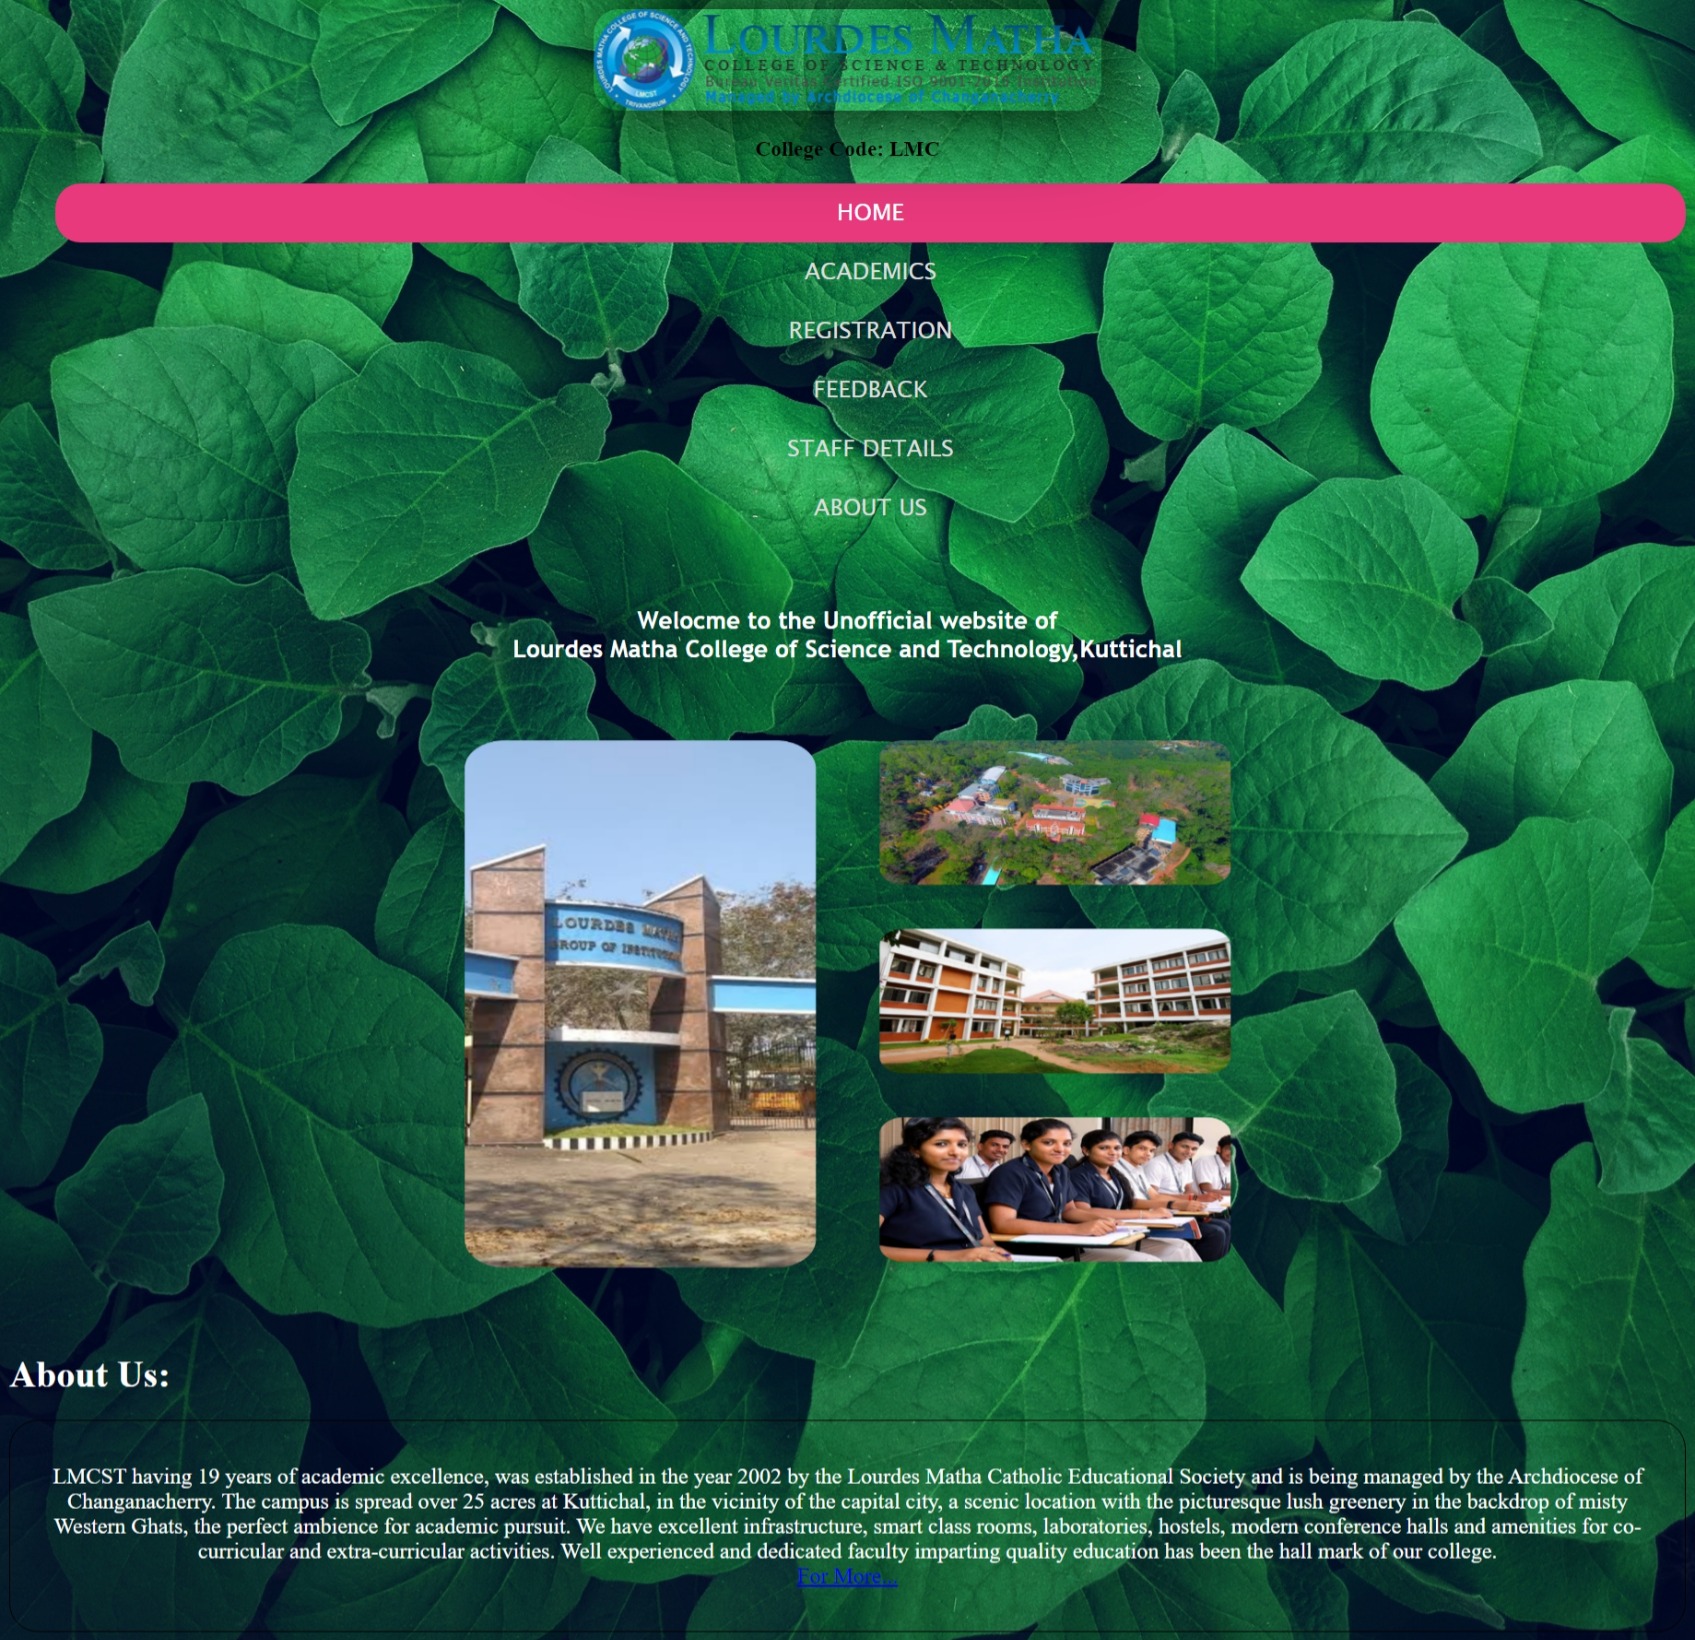 LOURDES MATHA COLLEGE OF SCIENCE AND TECHNOLOGY
LMCST
TRIVANDRUM
LOURDES MATHA
COLLEGE OF SCIENCE & TECHNOLOGY
Bureau Veritas Certified ISO 9001:2015 Institution
Managed by Archdiocese of Changanacherry
College Code: LMC
HOME
ACADEMICS
REGISTRATION
FEEDBACK
STAFF DETAILS
ABOUT US
Welocme to the Unofficial website of
Lourdes Matha College of Science and Technology,Kuttichal
LOURDES MATHA
GROUP OF
About Us:
LMCST having 19 years of academic excellence, was established in the year 2002 by the Lourdes Matha Catholic Educational Society and is being managed by the Archdiocese of
Changanacherry. The campus is spread over 25 acres at Kuttichal, in the vicinity of the capital city, a scenic location with the picturesque lush greenery in the backdrop of misty
Western Ghats, the perfect ambience for academic pursuit. We have excellent infrastructure, smart class rooms, laboratories, hostels, modern conference halls and amenities for co-
curricular and extra-curricular activities. Well experienced and dedicated faculty imparting quality education has been the hall mark of our college.
For More...